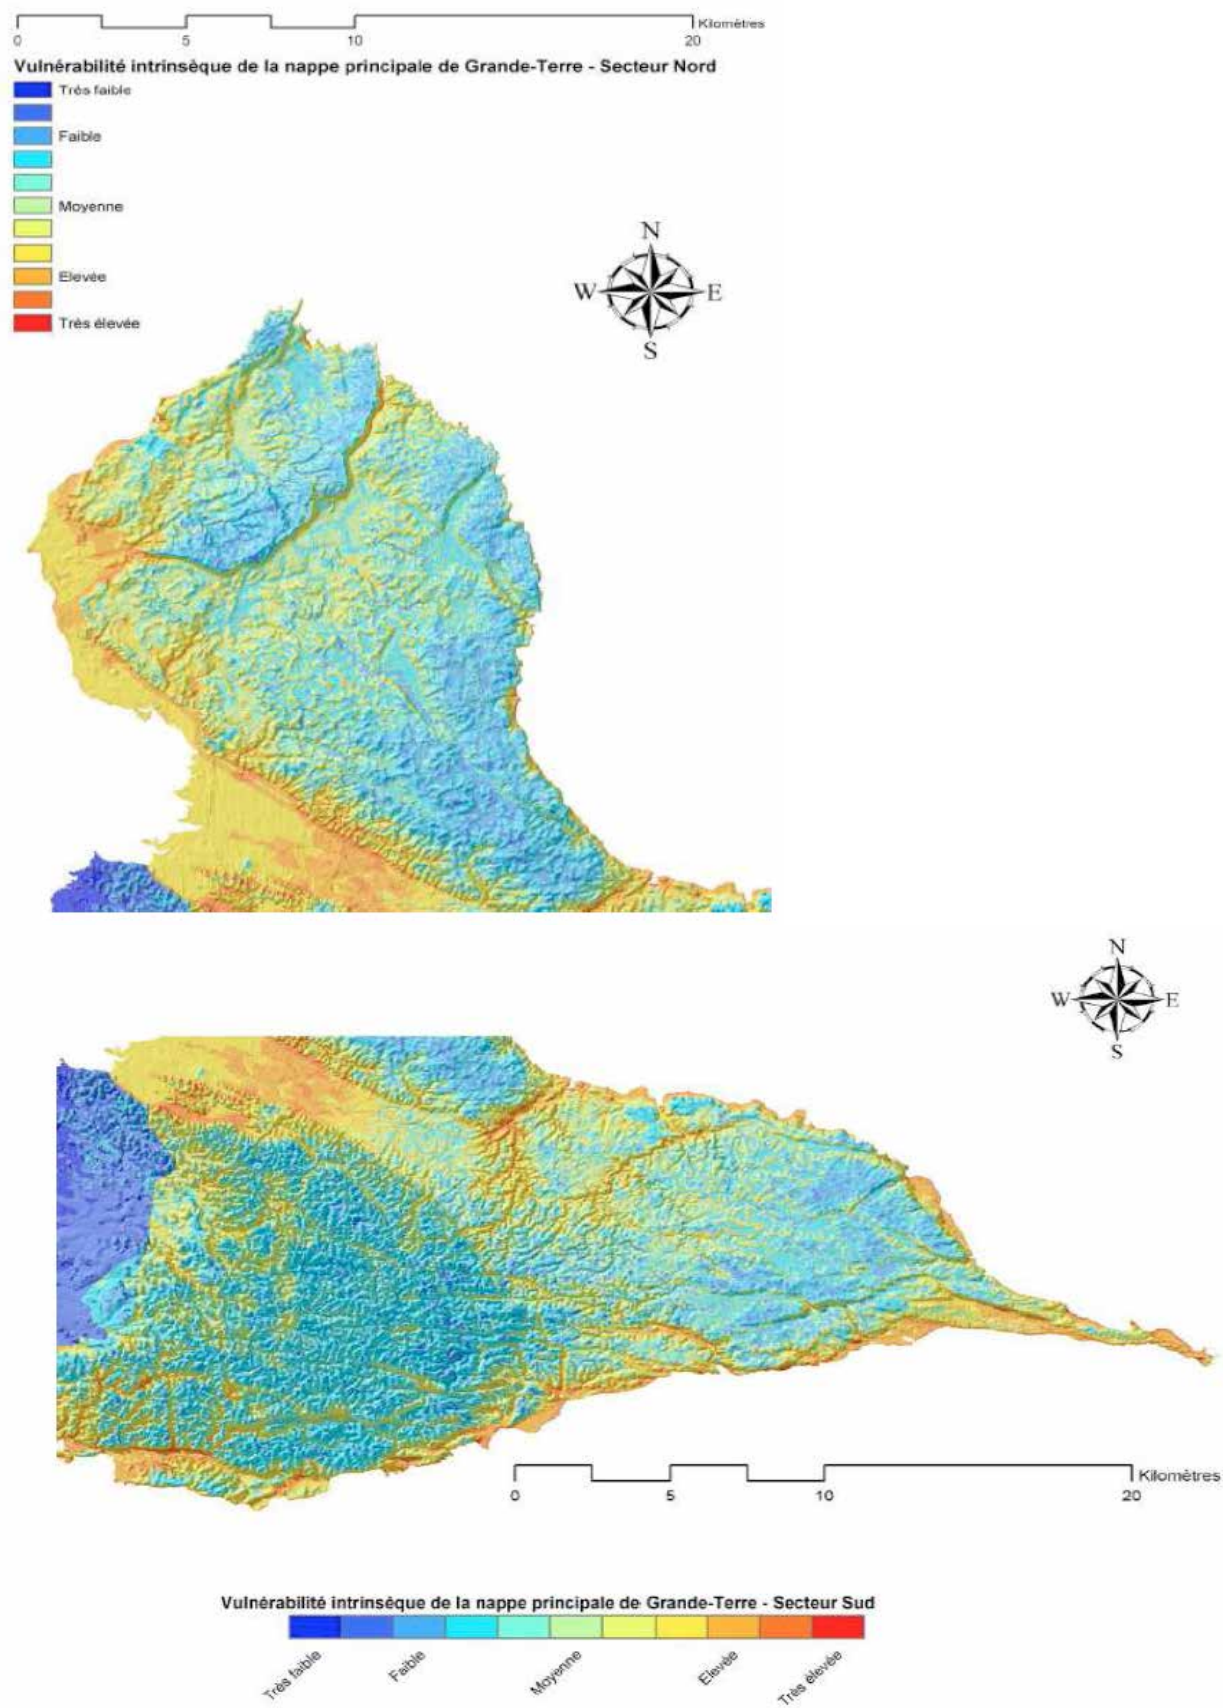 Kilomètres
0 5 10 20
Vulnérabilité intrinsèque de la nappe principale de Grande-Terre - Secteur Nord
Très faible
Faible
Moyenne
Elevée
Très élevée
N
W E
S
N
W E
S
Kilomètres
0 5 10 20
Vulnérabilité intrinsèque de la nappe principale de Grande-Terre - Secteur Sud
Très faible Faible Moyenne Elevée Très élevée